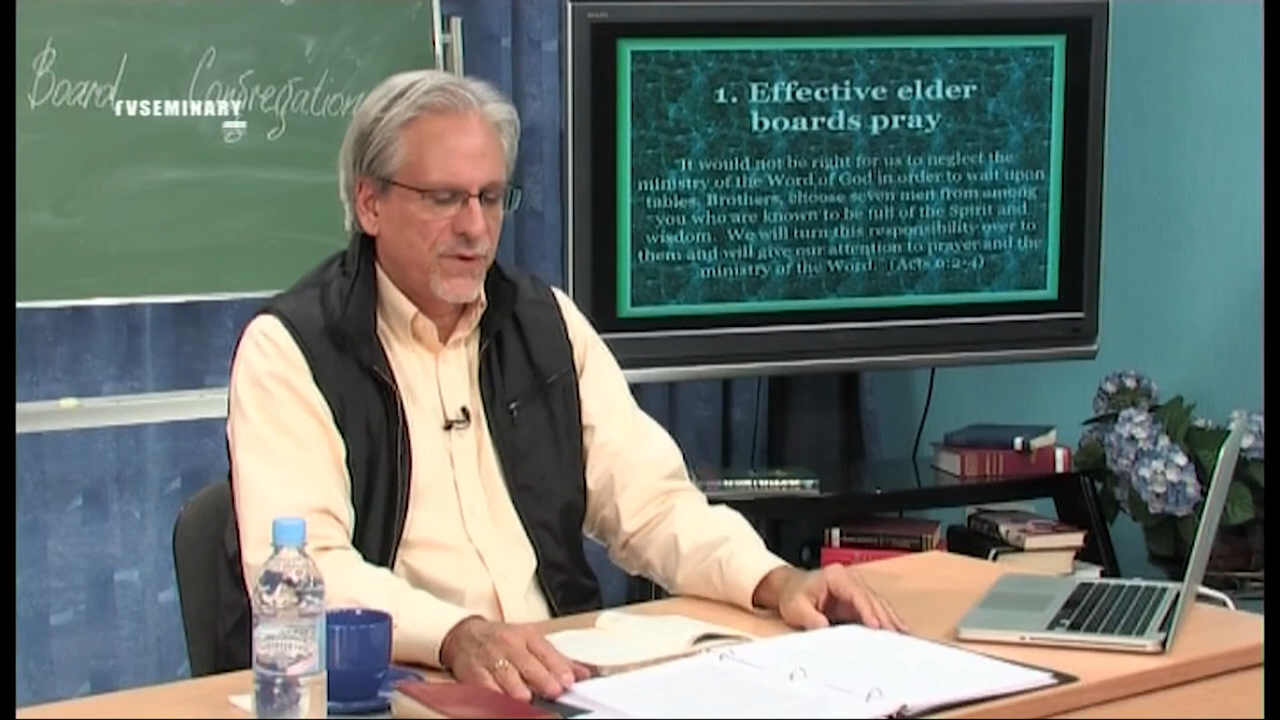 Board Congregation
TVSEMINARY
1. Effective elder
boards pray
"It would not be right for us to neglect the
ministry of the Word of God in order to wait upon
tables. Brothers, choose seven men from among
you who are known to be full of the Spirit and
wisdom. We will turn this responsibility over to
them and will give our attention to prayer and the
ministry of the Word." (Acts 6:2-4)